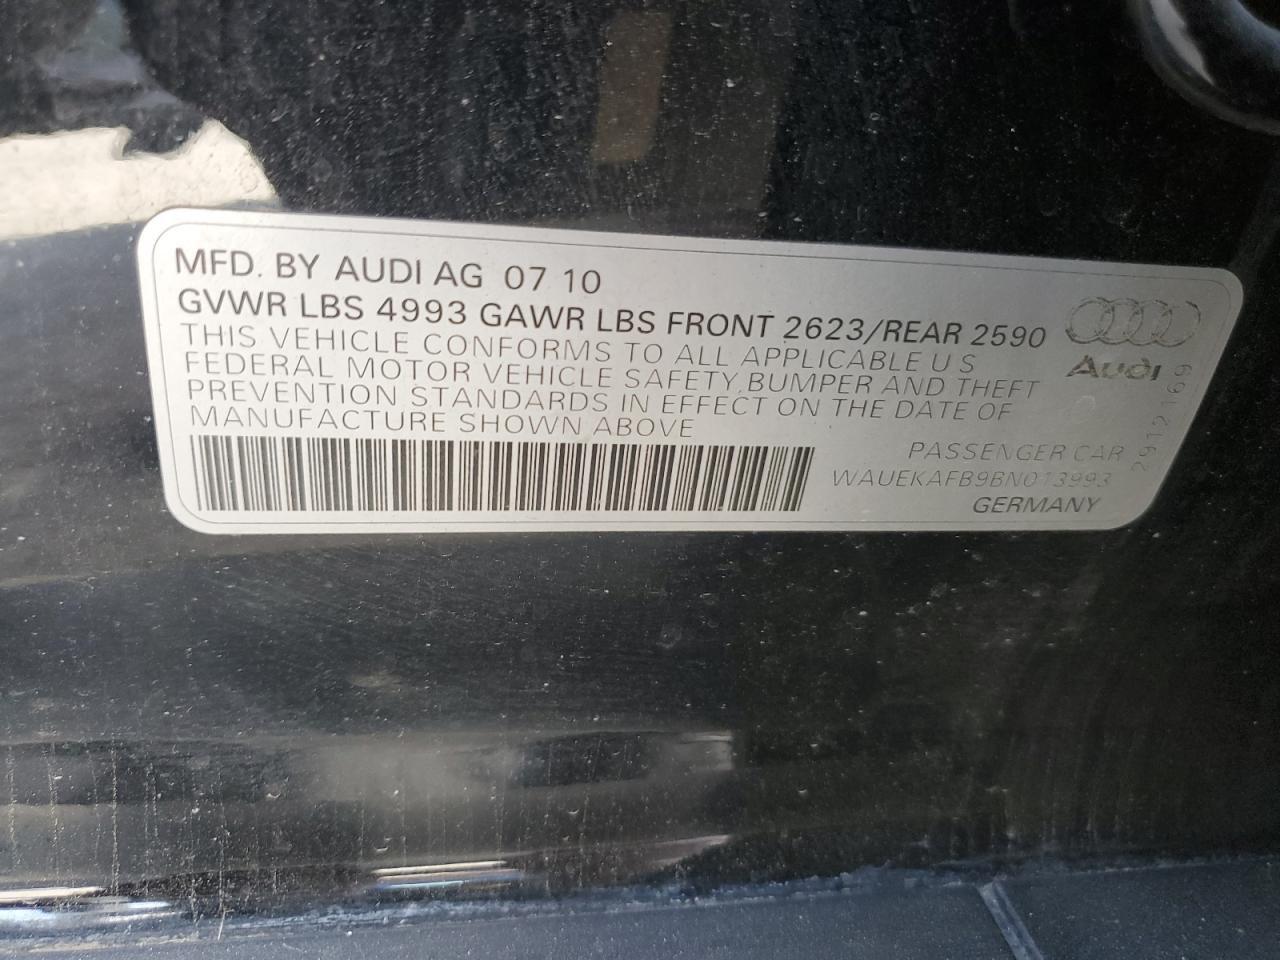 MFD. BY AUDI AG 07 10
GVWR LBS 4993 GAWR LBS FRONT 2623/REAR 2590
THIS VEHICLE CONFORMS TO ALL APPLICABLE U S
FEDERAL MOTOR VEHICLE SAFETY, BUMPER AND THEFT
PREVENTION STANDARDS IN EFFECT ON THE DATE OF
MANUFACTURE SHOWN ABOVE
Audi
2912169
PASSENGER CAR
WAUEKAFB9BN013993
GERMANY